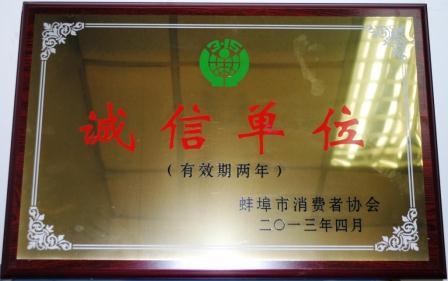 315
诚信单位
(有效期两年)
蚌埠市消费者协会
二〇一三年四月